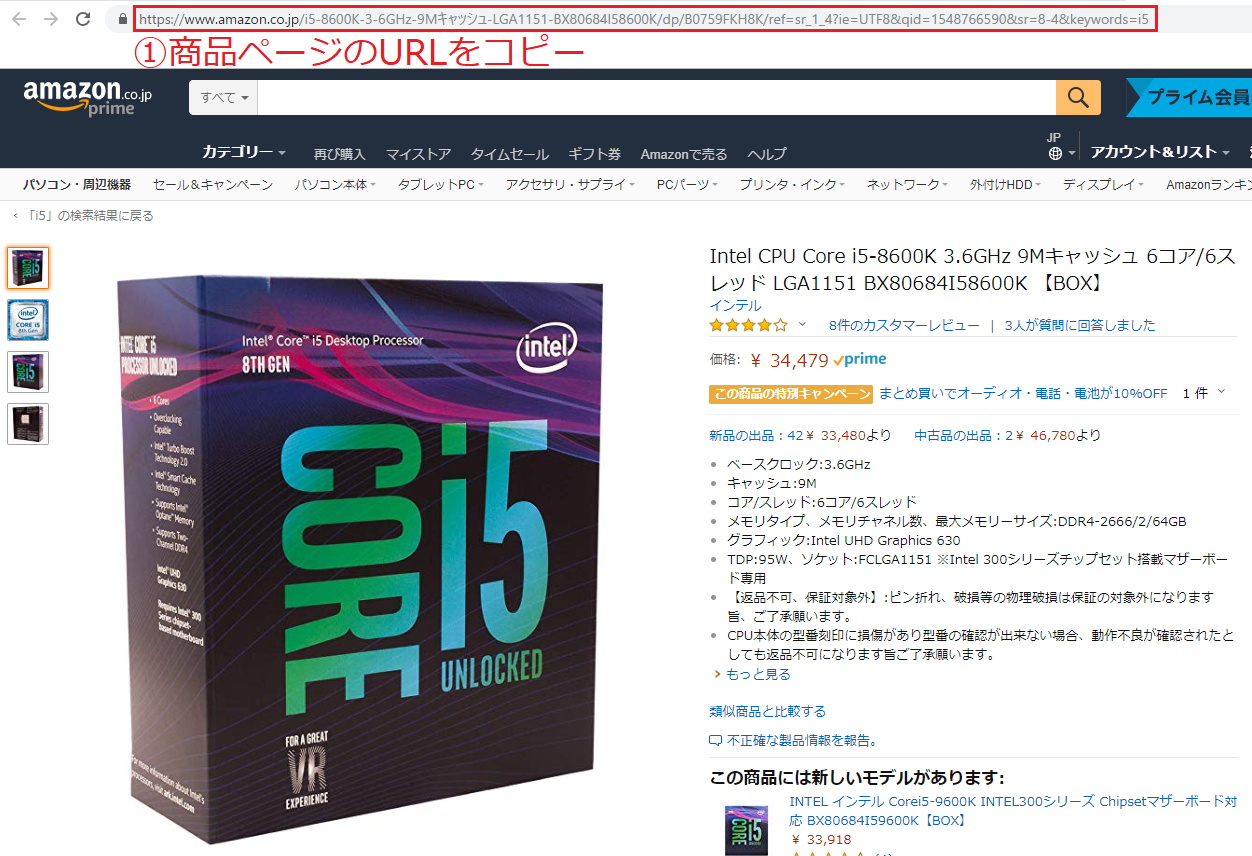 https://www.amazon.co.jp/i5-8600K-3-6GHz-9Mキャッシュ-LGA1151-BX80684I58600K/dp/B0759FKH8K/ref=sr_1_4?ie=UTF8&qid=1548766590&sr=8-4&keywords=i5
①商品ページのURLをコピー
amazon.co.jp
prime
すべて
プライム会員
カテゴリー
再び購入 マイストア タイムセール ギフト券 Amazonで売る ヘルプ
JP
アカウント&リスト
パソコン・周辺機器 セール&キャンペーン パソコン本体 タブレットPC アクセサリ・サプライ PCパーツ プリンタ・インク ネットワーク 外付けHDD ディスプレイ Amazonランキン
‹ 「i5」の検索結果に戻る
Intel CPU Core i5-8600K 3.6GHz 9Mキャッシュ 6コア/6ス
レッド LGA1151 BX80684I58600K 【BOX】
インテル
8件のカスタマーレビュー | 3人が質問に回答しました
価格: ¥ 34,479 prime
この商品の特別キャンペーン まとめ買いでオーディオ・電話・電池が10%OFF 1 件
新品の出品:42¥ 33,480より 中古品の出品:2¥ 46,780より
ベースクロック:3.6GHz
キャッシュ:9M
コア/スレッド:6コア/6スレッド
メモリタイプ、メモリチャネル数、最大メモリーサイズ:DDR4-2666/2/64GB
グラフィック:Intel UHD Graphics 630
TDP:95W、ソケット:FCLGA1151 ※Intel 300シリーズチップセット搭載マザーボー
ド専用
【返品不可、保証対象外】:ピン折れ、破損等の物理破損は保証の対象外になります
旨、ご了承願います。
CPU本体の型番刻印に損傷があり型番の確認が出来ない場合、動作不良が確認されたと
しても返品不可になります旨ご了承願います。
› もっと見る
類似商品と比較する
不正確な製品情報を報告。
この商品には新しいモデルがあります:
INTEL インテル Corei5-9600K INTEL300シリーズ Chipsetマザーボード対
応 BX80684I59600K【BOX】
¥ 33,918
Intel® Core™ i5 Desktop Processor
8TH GEN
intel
CORE i5
UNLOCKED
FOR A GREAT
VR
EXPERIENCE
INTEL® CORE™ i5
PROCESSOR UNLOCKED
• 6 Cores
• Overclocking
Capable
• Intel® Turbo Boost
Technology 2.0
• Intel® Smart Cache
Technology
• Supports Intel®
Optane™ Memory
• Supports Two-
Channel DDR4
Intel® UHD
Graphics 630
Requires Intel® 300
Series chipset-
based motherboard
For more information about Intel's
processors, visit ark.intel.com
intel
CORE i5
8th Gen
CORE i5
CORE i5
CORE i5